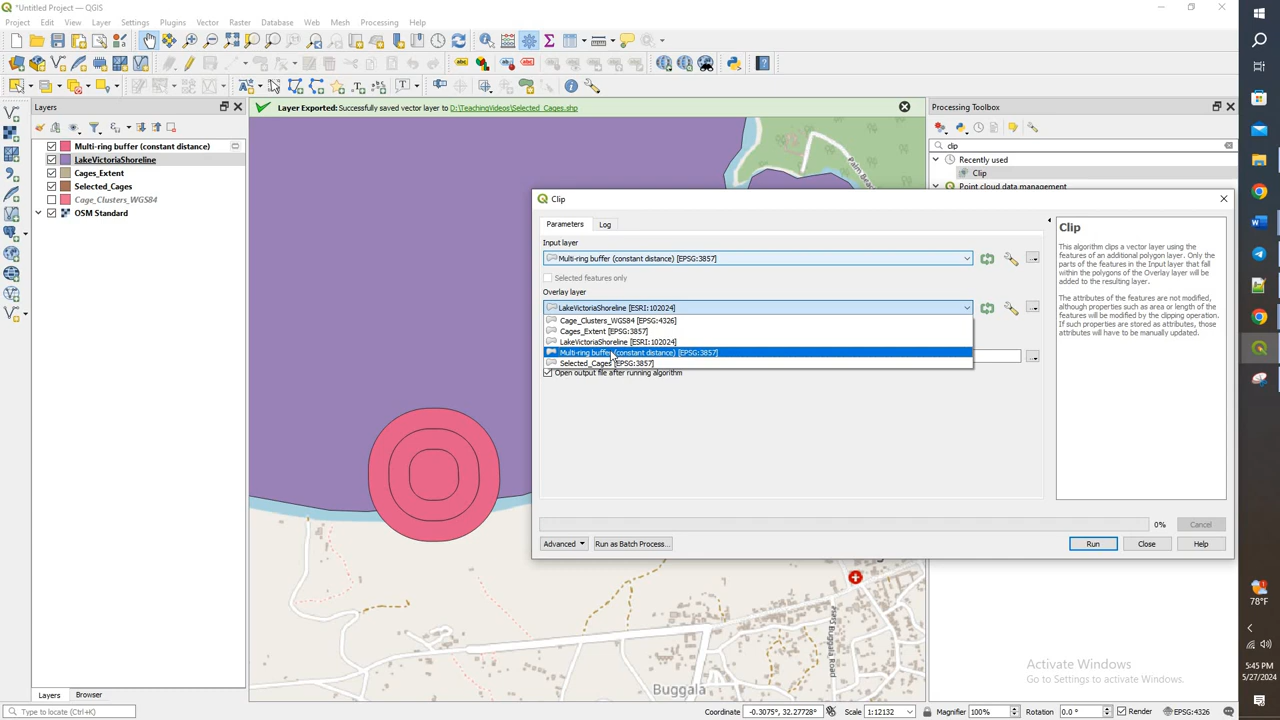 *Untitled Project — QGIS
Project Edit View Layer Settings Plugins Vector Raster Database Web Mesh Processing Help
Layers
Layer Exported: Successfully saved vector layer to D:\TeachingVideos\Selected_Cages.shp
Processing Toolbox
Multi-ring buffer (constant distance)
LakeVictoriaShoreline
Cages_Extent
Selected_Cages
Cage_Clusters_WGS84
OSM Standard
clip
Recently used
Clip
Point cloud data management
Clip
Parameters Log
Input layer
Multi-ring buffer (constant distance) [EPSG:3857]
Selected features only
Overlay layer
LakeVictoriaShoreline [ESRI:102024]
Cage_Clusters_WGS84 [EPSG:4326]
Cages_Extent [EPSG:3857]
LakeVictoriaShoreline [ESRI:102024]
Multi-ring buffer (constant distance) [EPSG:3857]
Selected_Cages [EPSG:3857]
Open output file after running algorithm
Clip
This algorithm clips a vector layer using the
features of an additional polygon layer. Only the
parts of the features in the Input layer that fall
within the polygons of the Overlay layer will be
added to the resulting layer.
The attributes of the features are not modified,
although properties such as area or length of the
features will be modified by the clipping operation.
If such properties are stored as attributes, those
attributes will have to be manually updated.
0%
Cancel
Advanced Run as Batch Process... Run Close Help
Palm Beach
Buggala Road
Buggala
Activate Windows
Go to Settings to activate Windows.
78°F
5:45 PM
5/27/2024
Layers Browser
Type to locate (Ctrl+K)
Coordinate -0.3075°, 32.27728° Scale 1:12132 Magnifier 100% Rotation 0.0 ° Render EPSG:4326